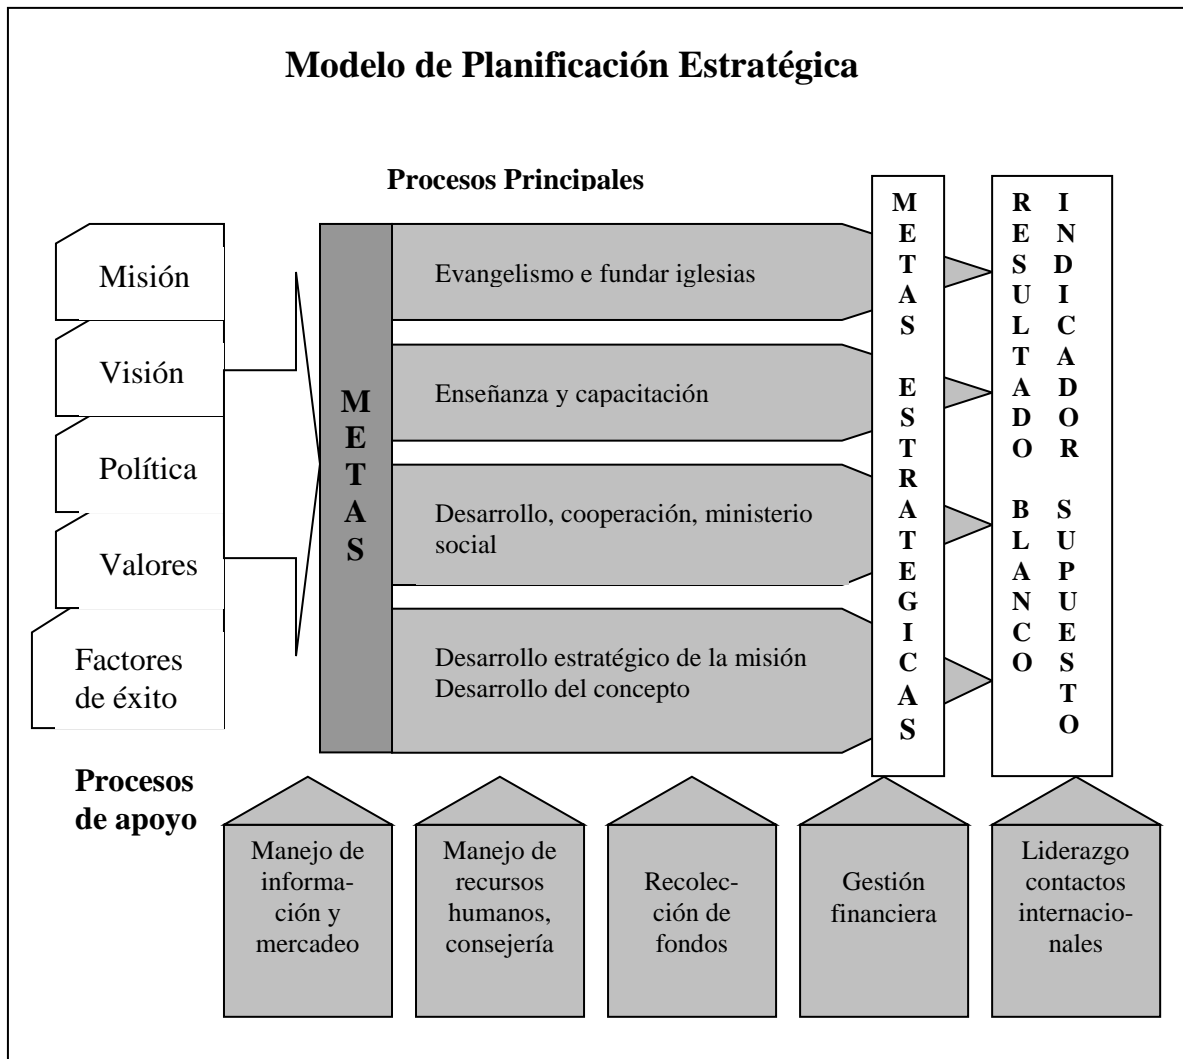 Modelo de Planificación Estratégica
Procesos Principales
Misión
Visión
Política
Valores
Factores
de éxito
METAS
Evangelismo e fundar iglesias
Enseñanza y capacitación
Desarrollo, cooperación, ministerio
social
Desarrollo estratégico de la misión
Desarrollo del concepto
METAS ESTRATEGICAS
RESULTADO BLANCO
INDICADOR SUPUESTO
Procesos
de apoyo
Manejo de
informa-
ción y
mercadeo
Manejo de
recursos
humanos,
consejería
Recolec-
ción de
fondos
Gestión
financiera
Liderazgo
contactos
internacio-
nales